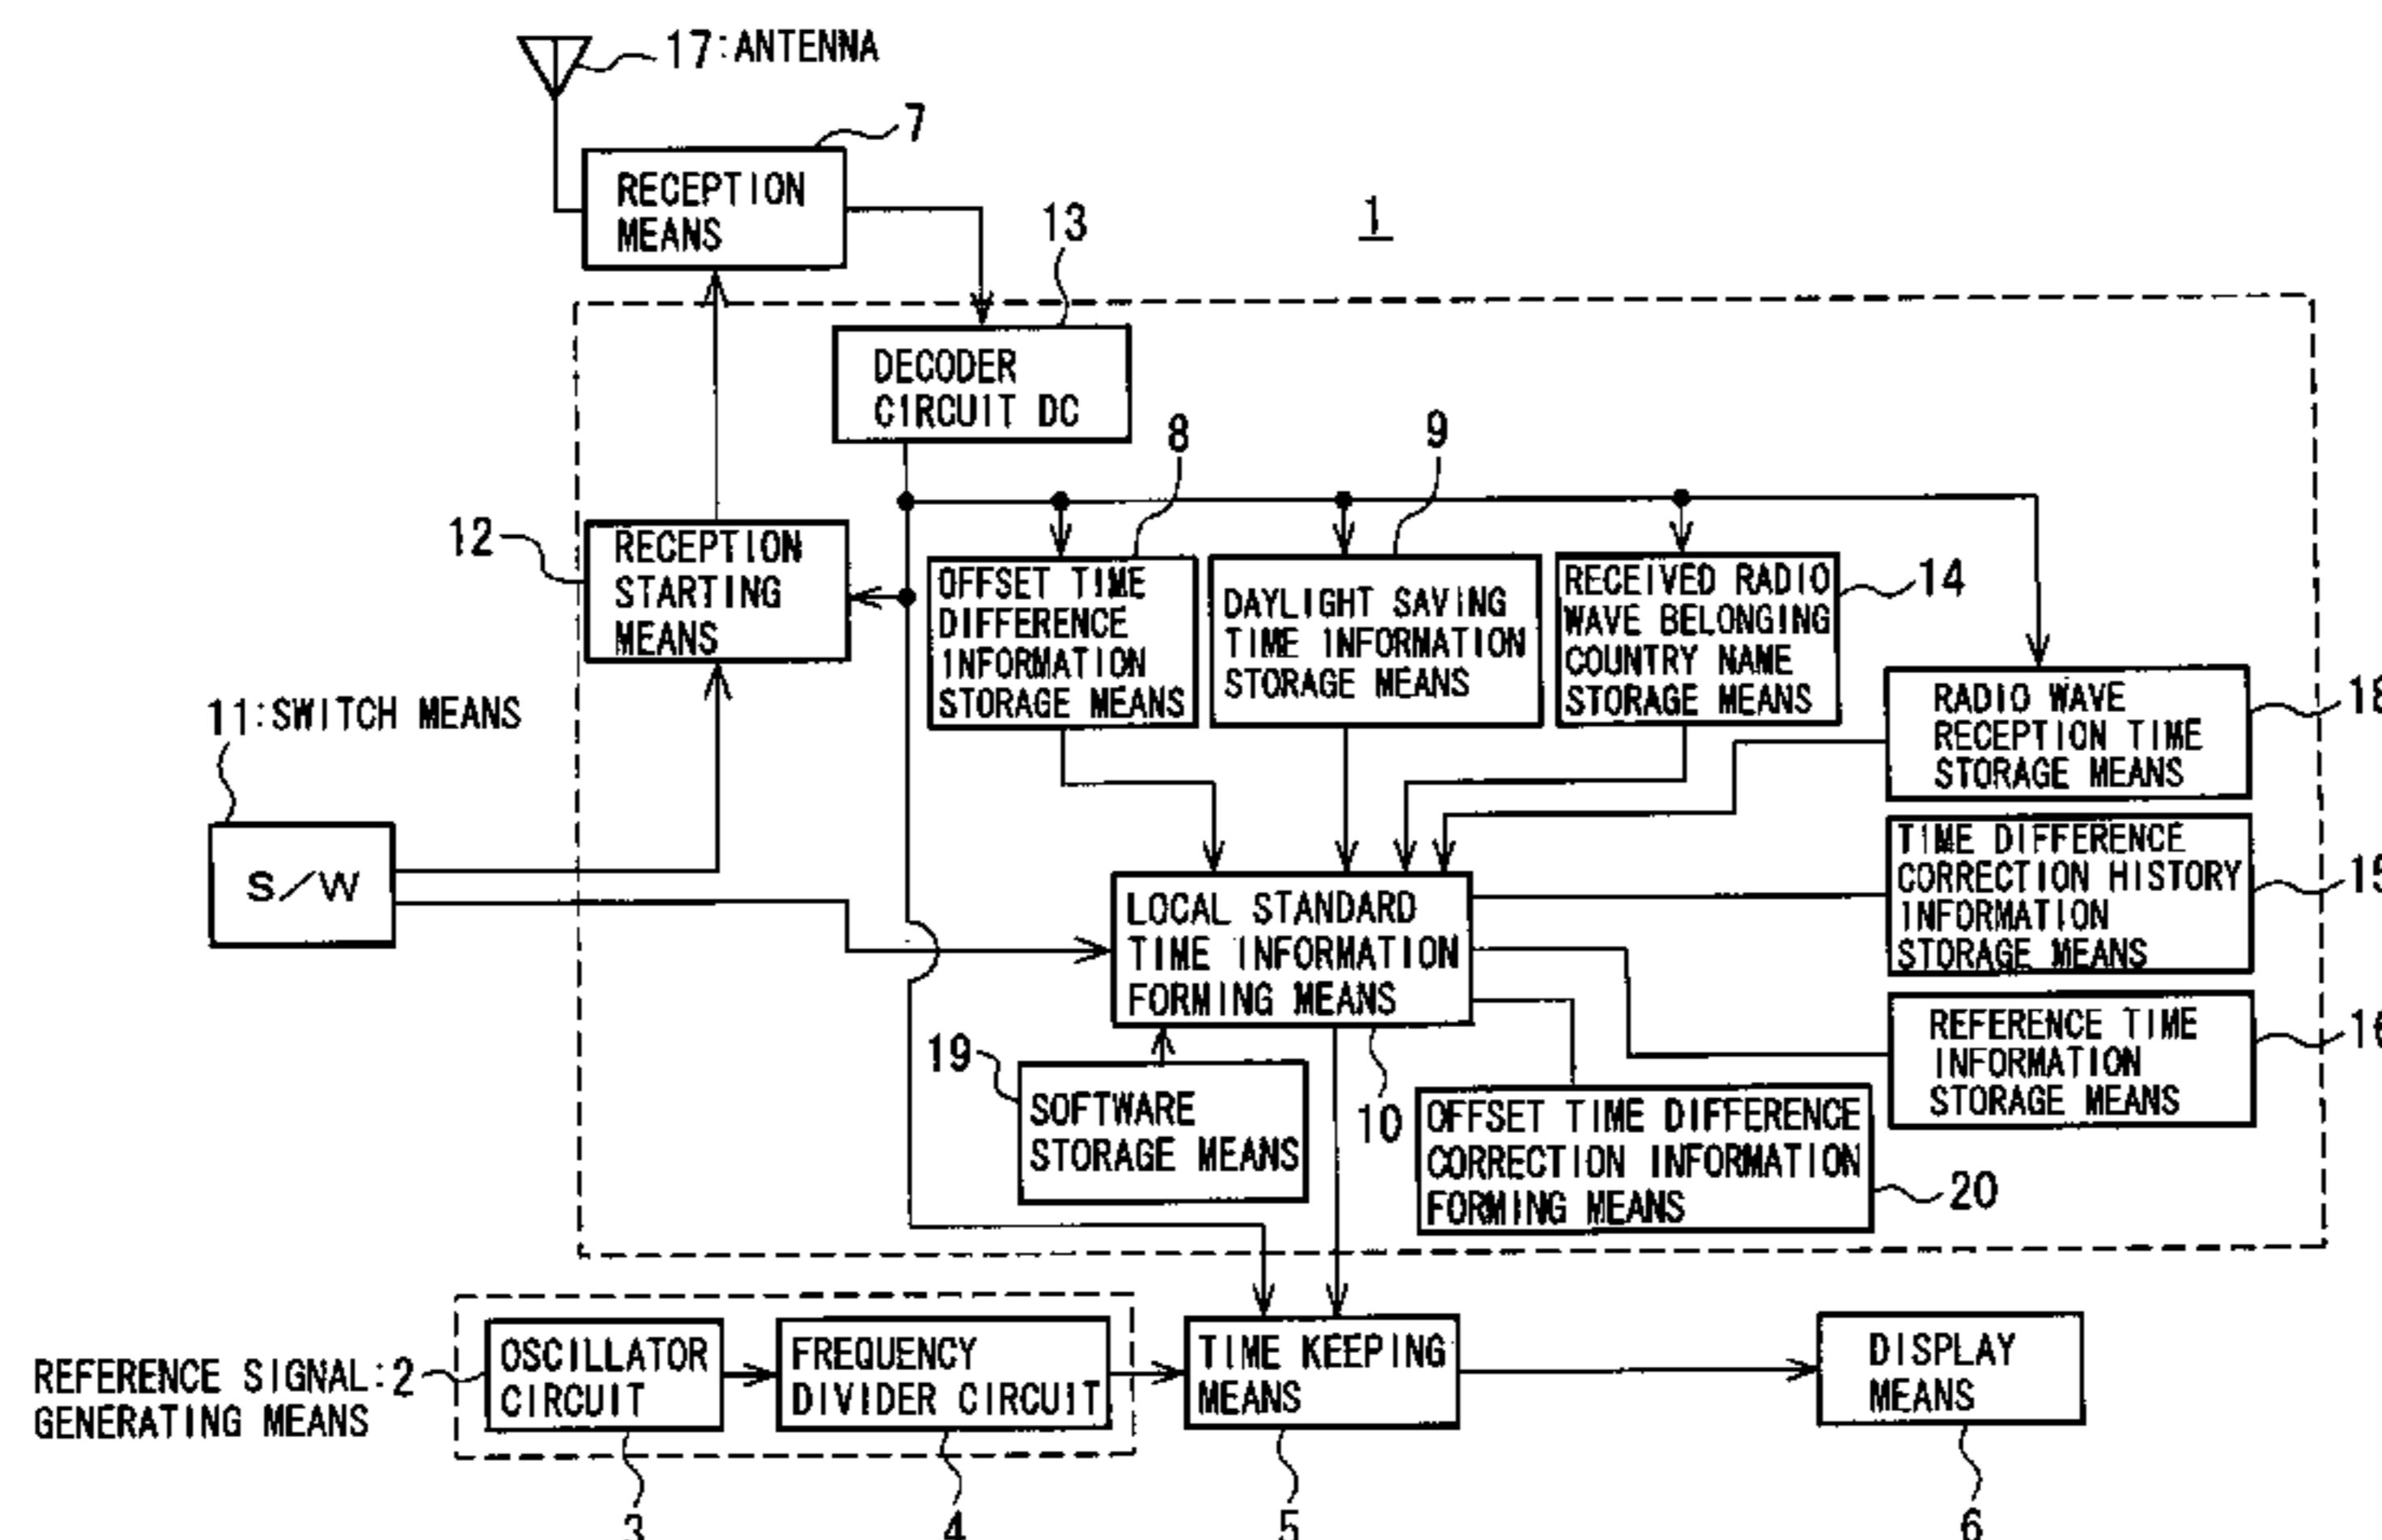 17:ANTENNA
7
RECEPTION
MEANS
13
1
DECODER
CIRCUIT DC
8
9
12
RECEPTION
STARTING
MEANS
OFFSET TIME
DIFFERENCE
INFORMATION
STORAGE MEANS
DAYLIGHT SAVING
TIME INFORMATION
STORAGE MEANS
RECEIVED RADIO
WAVE BELONGING
COUNTRY NAME
STORAGE MEANS
14
11:SWITCH MEANS
RADIO WAVE
RECEPTION TIME
STORAGE MEANS
18
S/W
TIME DIFFERENCE
CORRECTION HISTORY
INFORMATION
STORAGE MEANS
15
LOCAL STANDARD
TIME INFORMATION
FORMING MEANS
REFERENCE TIME
INFORMATION
STORAGE MEANS
16
19
SOFTWARE
STORAGE MEANS
10
OFFSET TIME DIFFERENCE
CORRECTION INFORMATION
FORMING MEANS
20
REFERENCE SIGNAL:2
GENERATING MEANS
OSCILLATOR
CIRCUIT
FREQUENCY
DIVIDER CIRCUIT
TIME KEEPING
MEANS
DISPLAY
MEANS
3
4
5
6